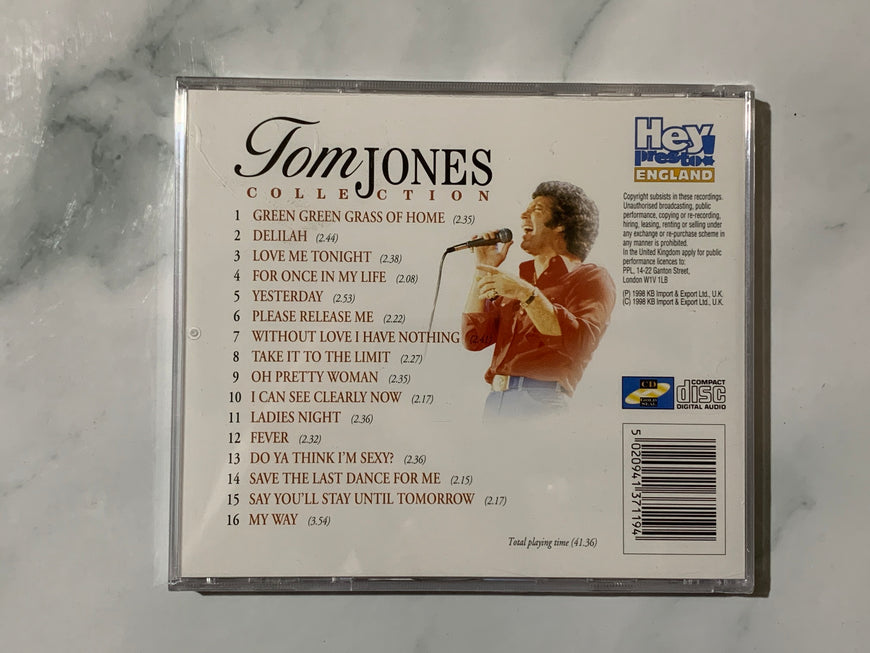 Tom JONES
COLLECTION
1 GREEN GREEN GRASS OF HOME (2.35)
2 DELILAH (2.44)
3 LOVE ME TONIGHT (2.38)
4 FOR ONCE IN MY LIFE (2.08)
5 YESTERDAY (2.53)
6 PLEASE RELEASE ME (2.22)
7 WITHOUT LOVE I HAVE NOTHING
8 TAKE IT TO THE LIMIT (2.27)
9 OH PRETTY WOMAN (2.35)
10 I CAN SEE CLEARLY NOW (2.17)
11 LADIES NIGHT (2.36)
12 FEVER (2.32)
13 DO YA THINK I'M SEXY? (2.36)
14 SAVE THE LAST DANCE FOR ME (2.15)
15 SAY YOU'LL STAY UNTIL TOMORROW (2.17)
16 MY WAY (3.54)
Total playing time (41.36)
Hey
presto!
ENGLAND
Copyright subsists in these recordings.
Unauthorised broadcasting, public
performance, copying or re-recording,
hiring, leasing, renting or selling under
any exchange or re-purchase scheme in
any manner is prohibited.
In the United Kingdom apply for public
performance licences to:
PPL, 14-22 Ganton Street,
London W1V 1LB
(P) 1998 KB Import & Export Ltd., U.K.
(C) 1998 KB Import & Export Ltd., U.K.
CD
GOLD
SEAL
COMPACT
disc
DIGITAL AUDIO
5 020941 371194